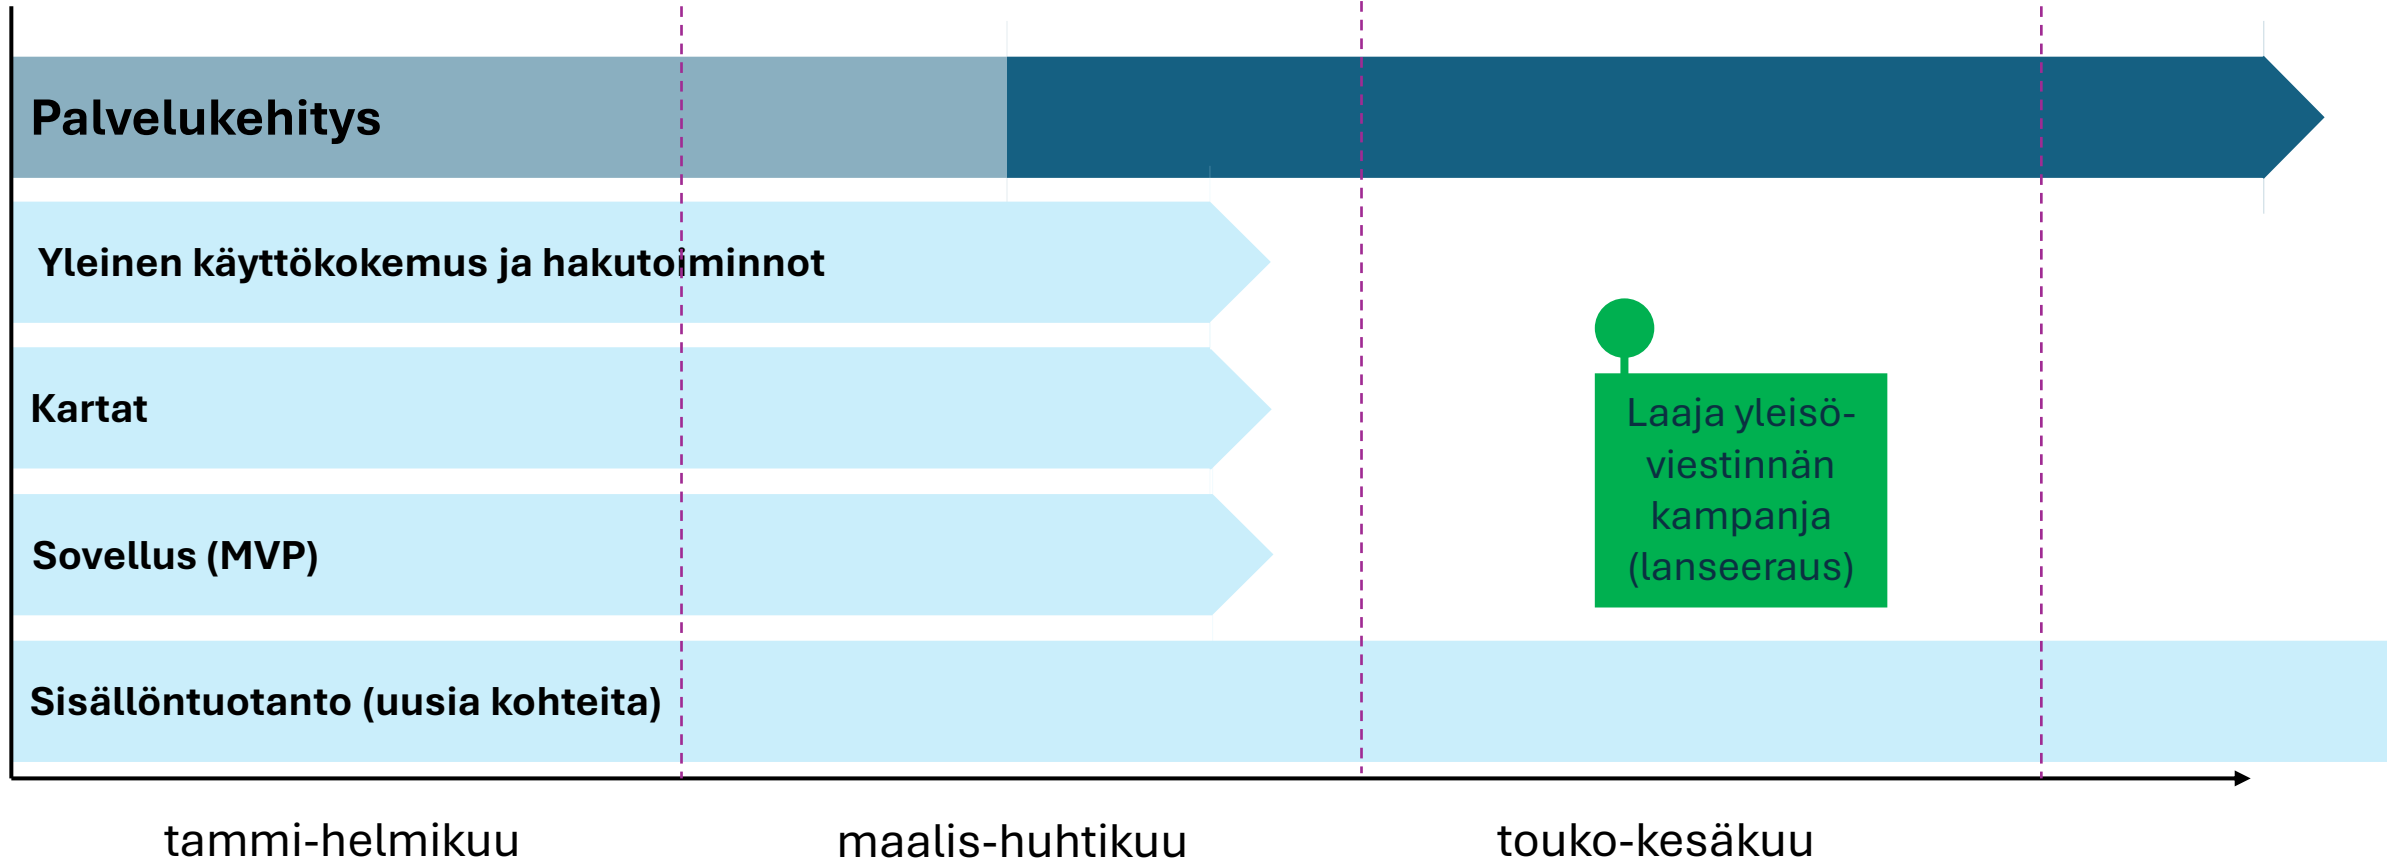 Palvelukehitys
Yleinen käyttökokemus ja hakutoiminnot
Kartat
Sovellus (MVP)
Sisällöntuotanto (uusia kohteita)
Laaja yleisö-
viestinnän
kampanja
(lanseeraus)
tammi-helmikuu
maalis-huhtikuu
touko-kesäkuu